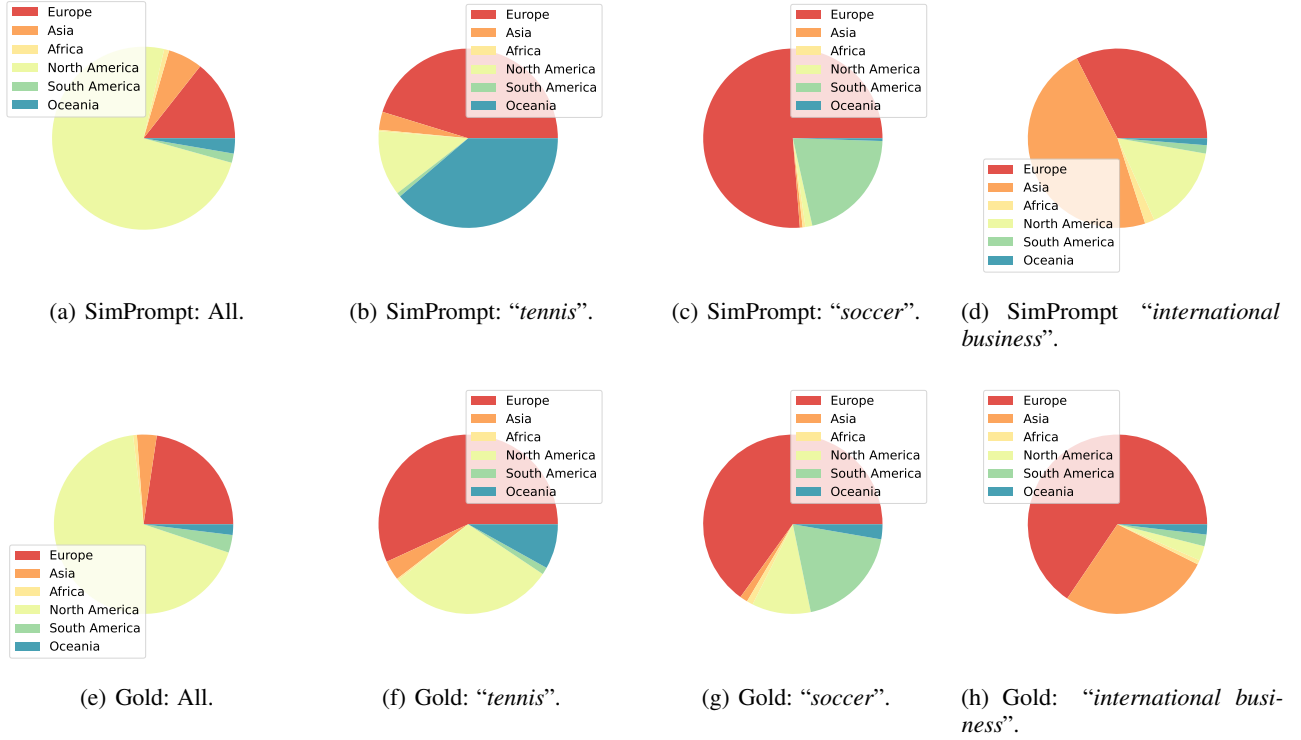 Europe
Asia
Africa
North America
South America
Oceania
(a) SimPrompt: All.
Europe
Asia
Africa
North America
South America
Oceania
(b) SimPrompt: “tennis”.
Europe
Asia
Africa
North America
South America
Oceania
(c) SimPrompt: “soccer”.
Europe
Asia
Africa
North America
South America
Oceania
(d) SimPrompt “international
business”.
Europe
Asia
Africa
North America
South America
Oceania
(e) Gold: All.
Europe
Asia
Africa
North America
South America
Oceania
(f) Gold: “tennis”.
Europe
Asia
Africa
North America
South America
Oceania
(g) Gold: “soccer”.
Europe
Asia
Africa
North America
South America
Oceania
(h) Gold: “international busi-
ness”.